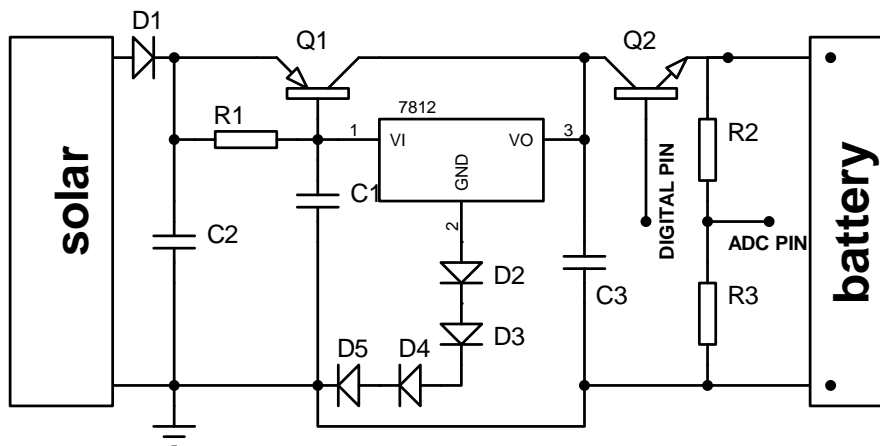 D1
Q1
Q2
solar
R1
7812
1
VI
VO
3
GND
2
C1
C2
D2
D3
D4
D5
C3
R2
DIGITAL PIN
ADC PIN
R3
battery